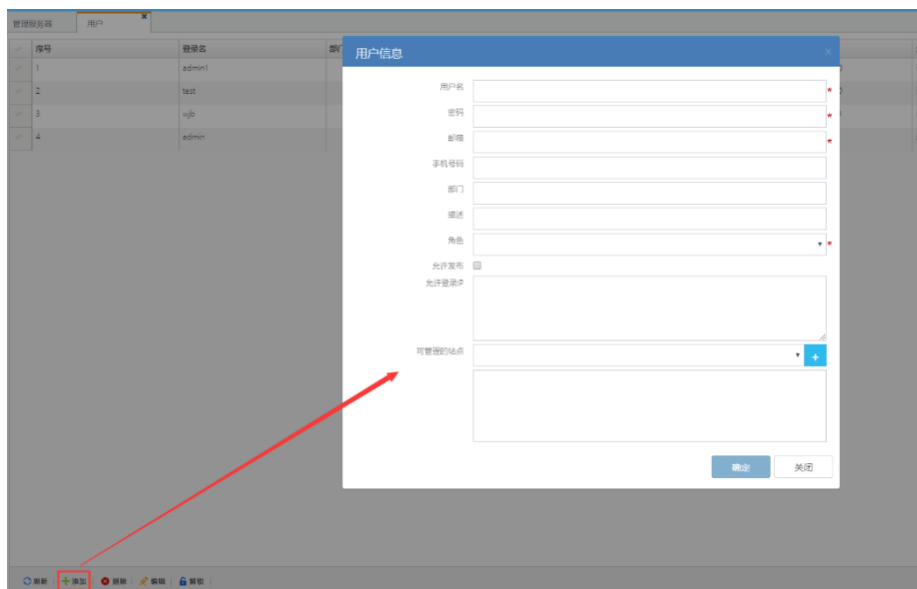 管理服务器 用户
序号 登录名 部门
1 admin1
2 test
3 wjb
4 admin
用户信息
用户名 *
密码 *
邮箱 *
手机号码
部门
描述
角色 *
允许发布
允许登录IP
可管理的站点
+
确定 关闭
刷新 添加 删除 编辑 解锁